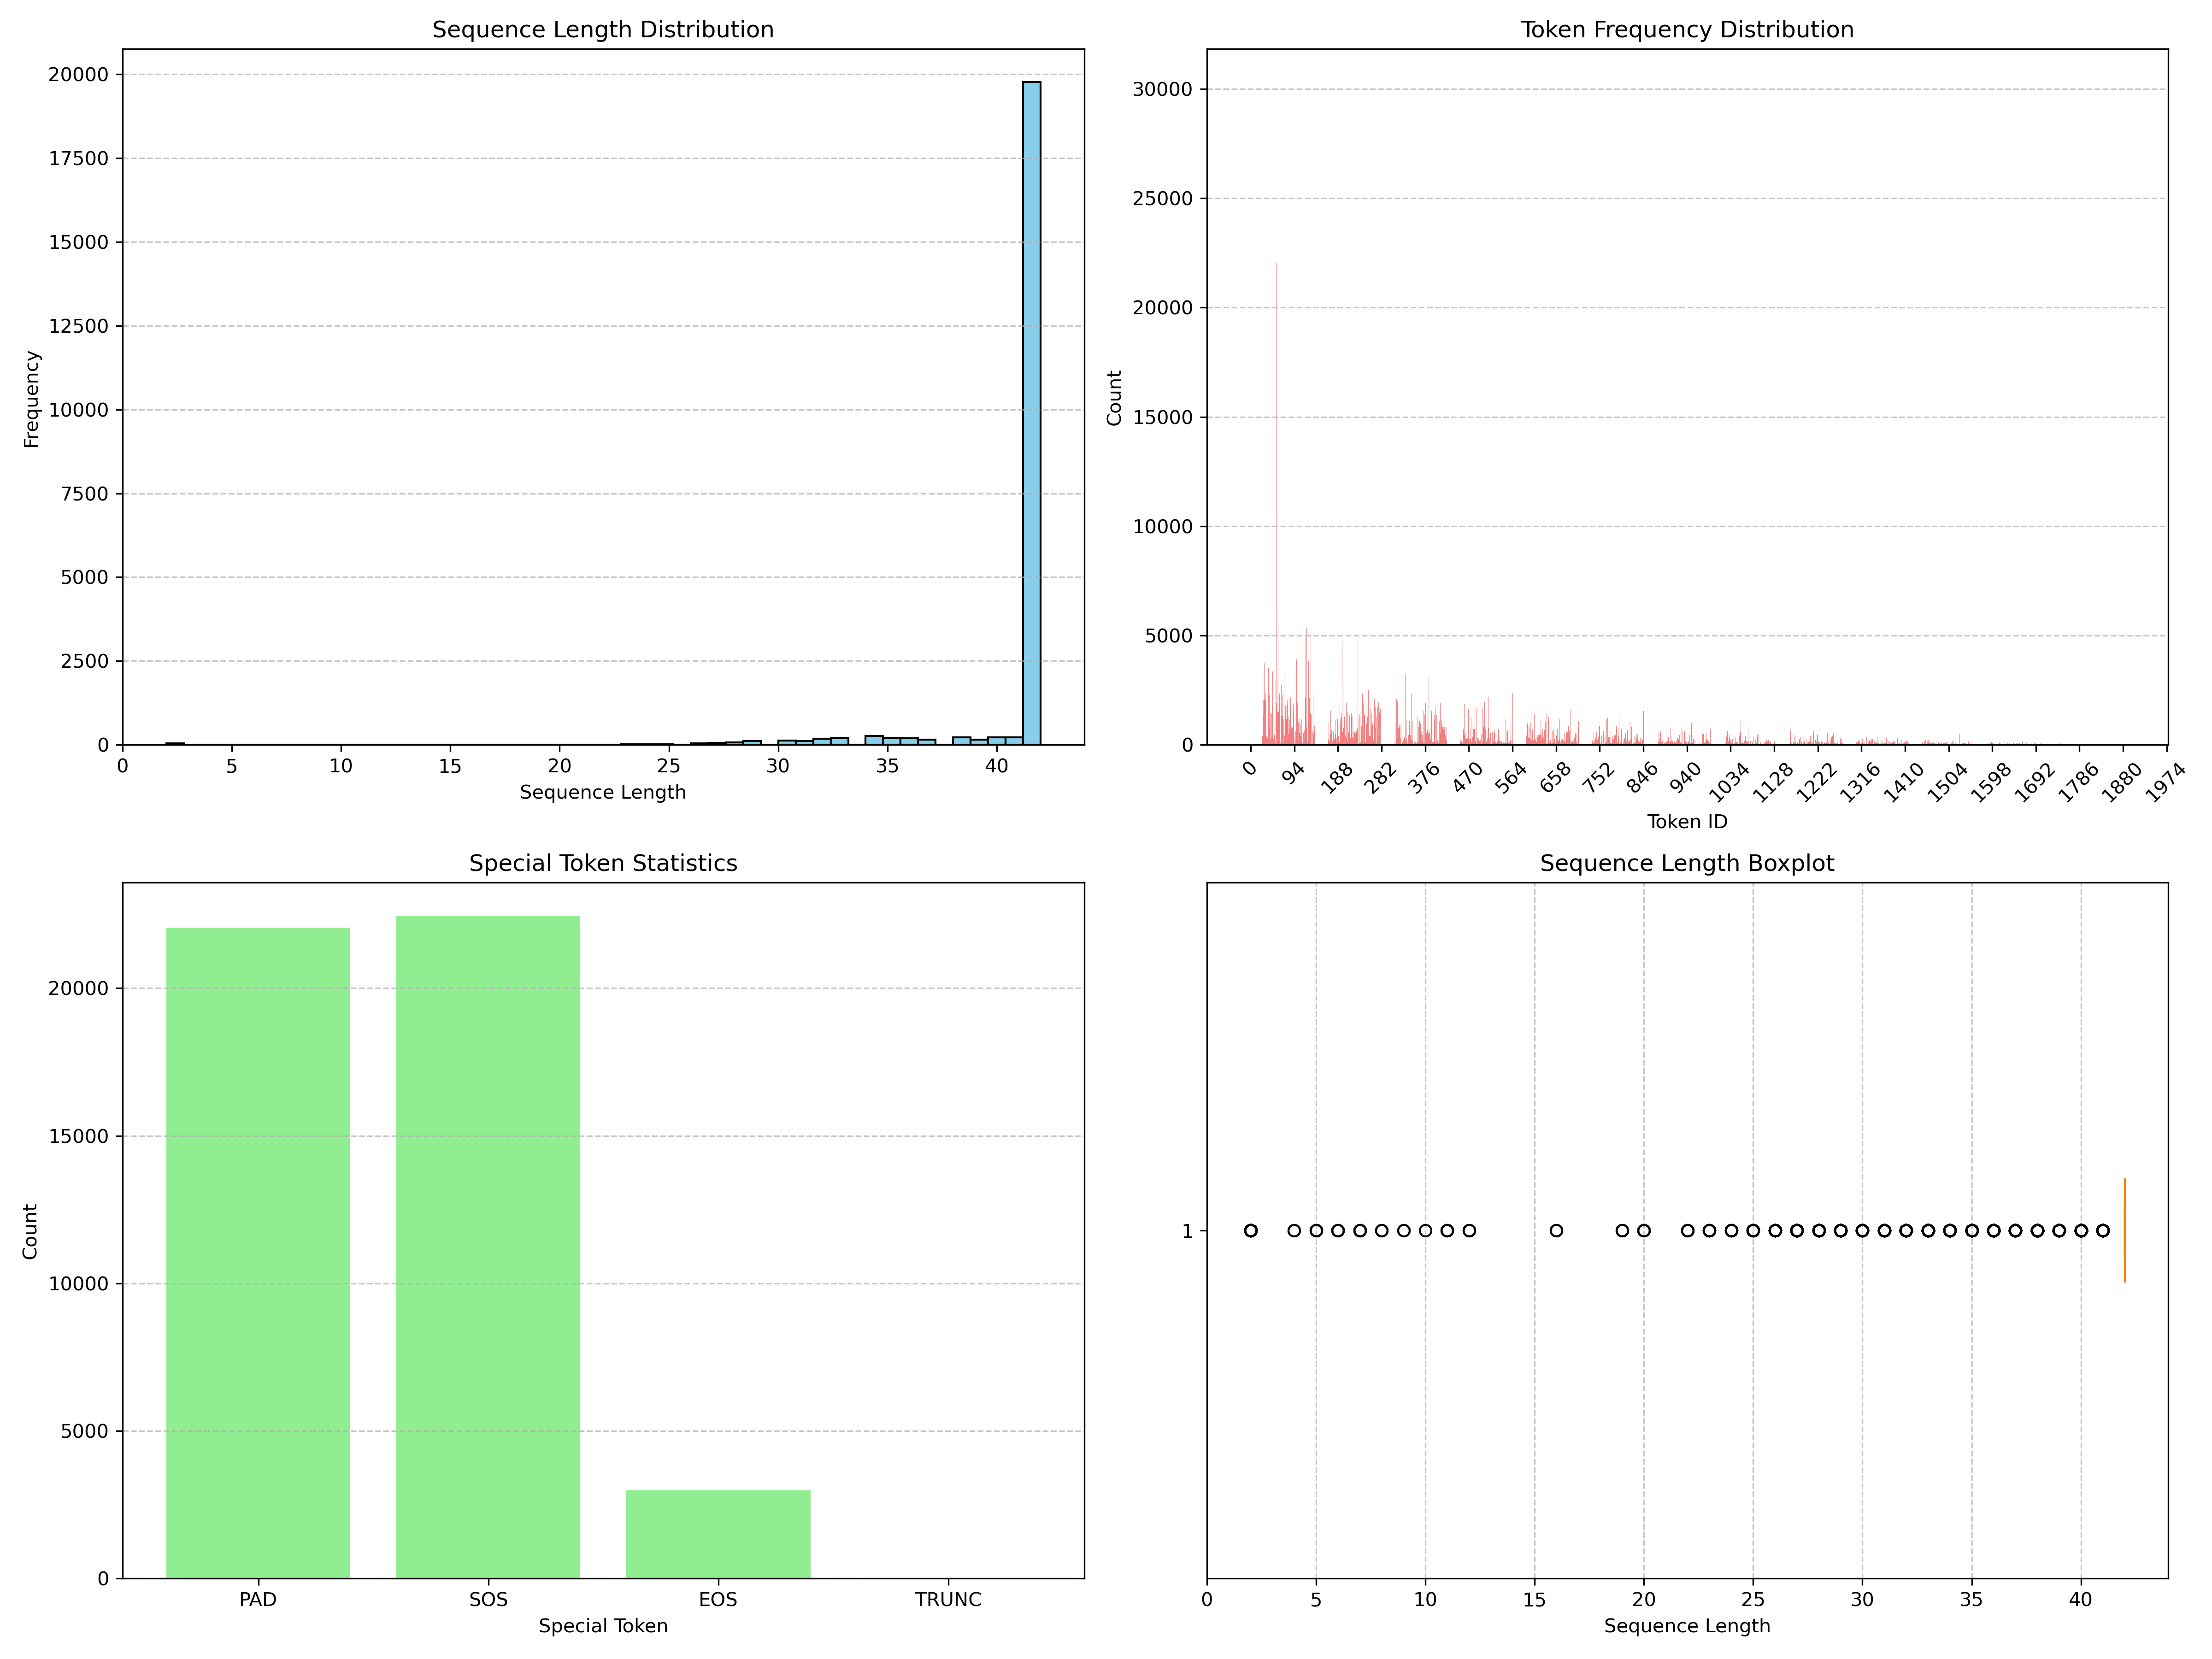 Sequence Length Distribution
Frequency
20000
17500
15000
12500
10000
7500
5000
2500
0
0 5 10 15 20 25 30 35 40
Sequence Length
Token Frequency Distribution
Count
30000
25000
20000
15000
10000
5000
0
0 94 188 282 376 470 564 658 752 846 940 1034 1128 1222 1316 1410 1504 1598 1692 1786 1880 1974
Token ID
Special Token Statistics
Count
20000
15000
10000
5000
0
PAD SOS EOS TRUNC
Special Token
Sequence Length Boxplot
1
0 5 10 15 20 25 30 35 40
Sequence Length